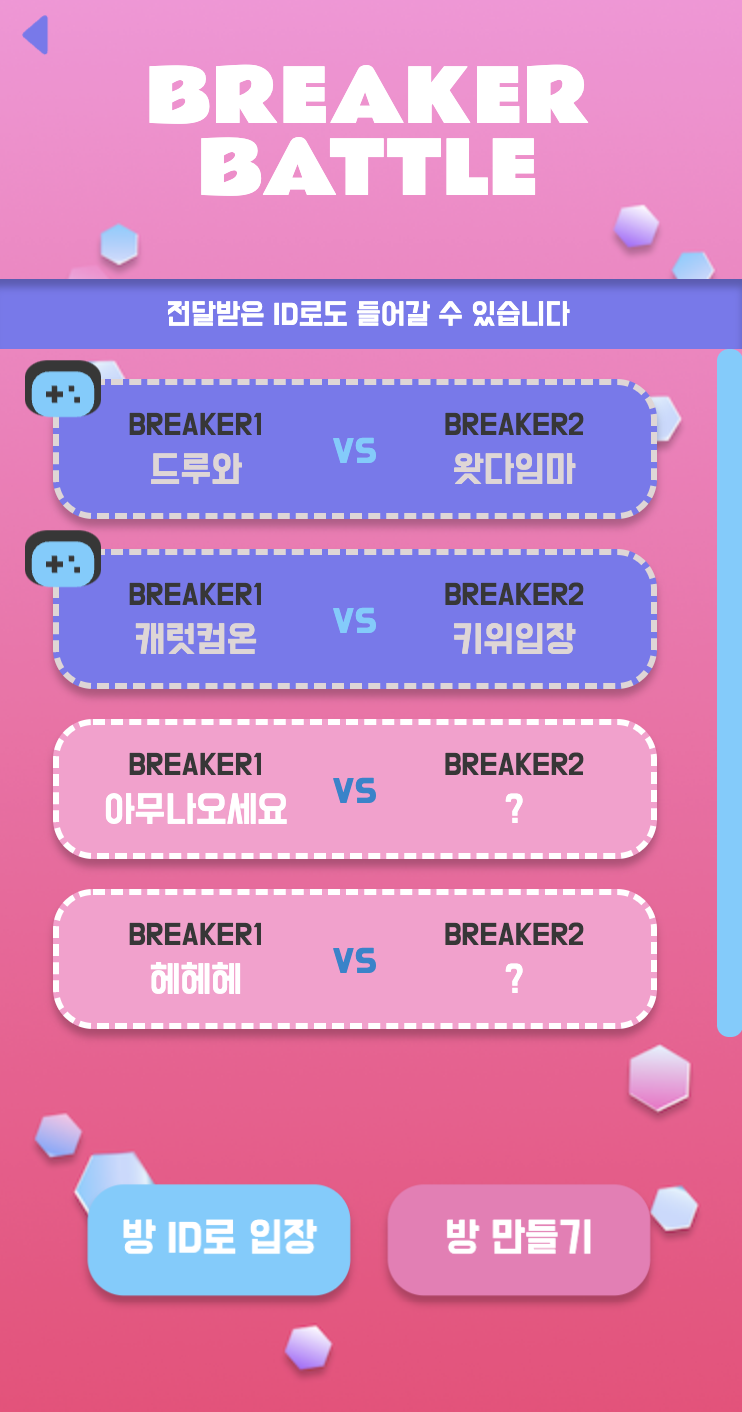 BREAKER
BATTLE
전달받은 ID로도 들어갈 수 있습니다
BREAKER1
드루와
VS
BREAKER2
왓다임마
BREAKER1
캐럿컴온
VS
BREAKER2
키위입장
BREAKER1
아무나오세요
VS
BREAKER2
?
BREAKER1
헤헤헤
VS
BREAKER2
?
방 ID로 입장
방 만들기